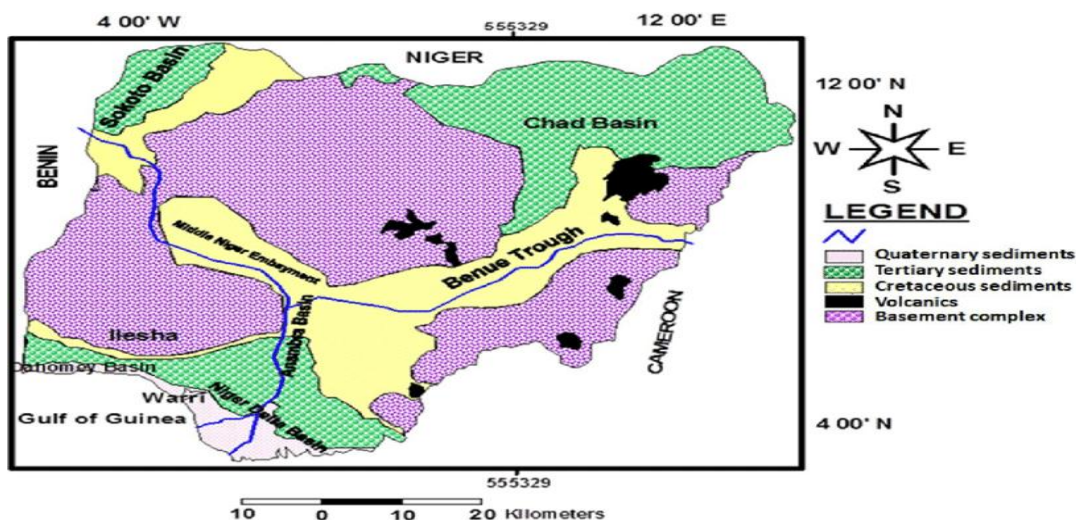 4 00' W
555329
12 00' E
NIGER
12 00' N
Sokoto Basin
Chad Basin
N
W
E
S
BENIN
LEGEND
Quaternary sediments
Tertiary sediments
Cretaceous sediments
Volcanics
Basement complex
Middle Niger Embayment
Benue Trough
CAMEROON
Anambra Basin
Ilesha
Dahomey Basin
Warri
Niger Delta Basin
Gulf of Guinea
4 00' N
555329
10
0
10
20
Kilometers